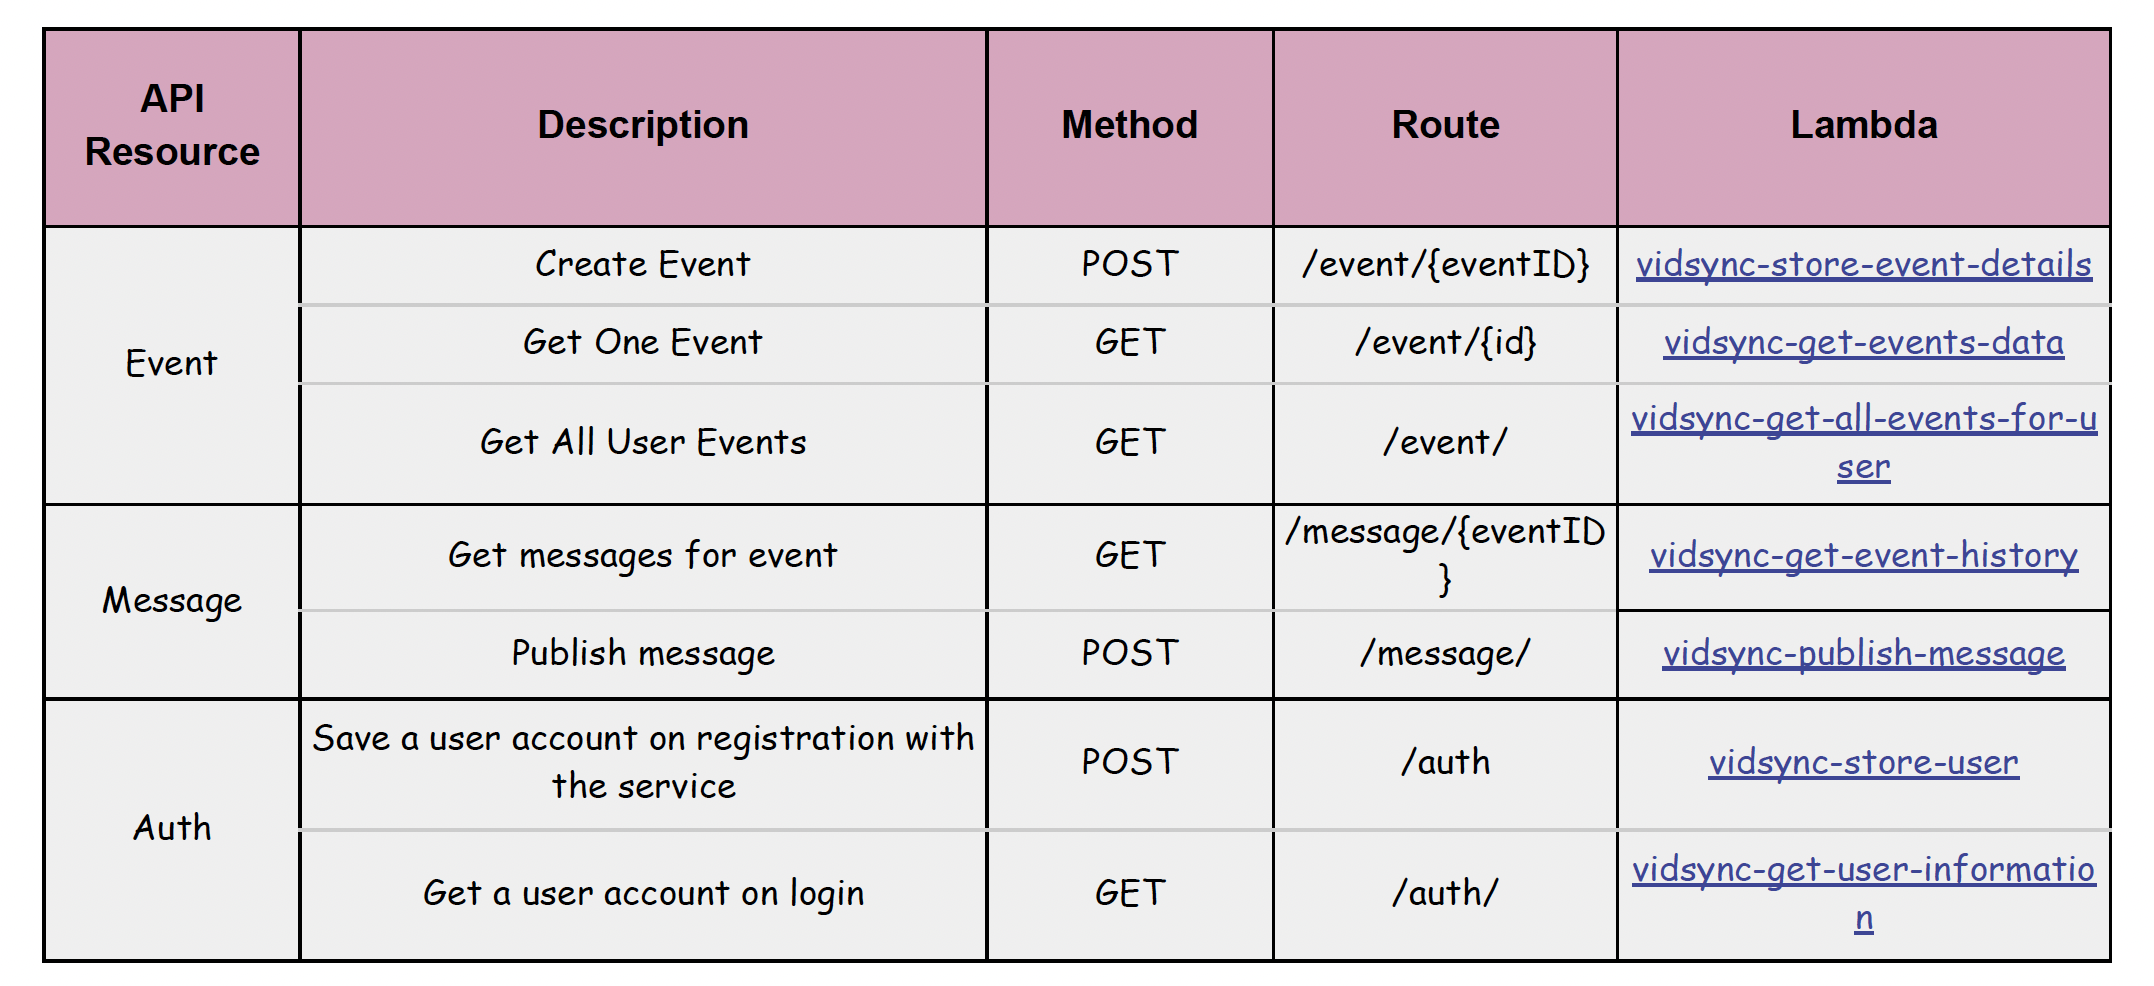 API
Resource
Description
Method
Route
Lambda
Event
Create Event
POST
/event/{eventID}
vidsync-store-event-details
Get One Event
GET
/event/{id}
vidsync-get-events-data
Get All User Events
GET
/event/
vidsync-get-all-events-for-u
ser
Message
Get messages for event
GET
/message/{eventID
}
vidsync-get-event-history
Publish message
POST
/message/
vidsync-publish-message
Auth
Save a user account on registration with
the service
POST
/auth
vidsync-store-user
Get a user account on login
GET
/auth/
vidsync-get-user-informatio
n